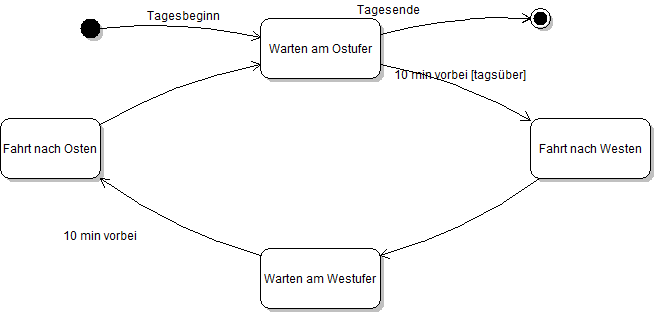 Tagesbeginn
Tagesende
Warten am Ostufer
10 min vorbei [tagsüber]
Fahrt nach Osten
Fahrt nach Westen
10 min vorbei
Warten am Westufer